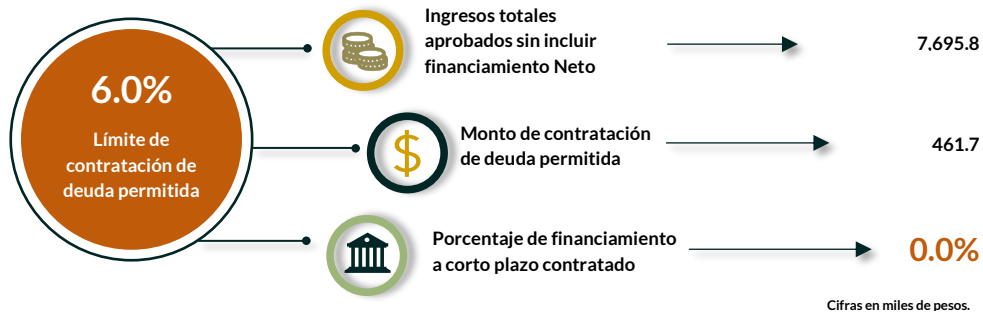 6.0%
Límite de
contratación de
deuda permitida
Ingresos totales
aprobados sin incluir
financiamiento Neto
7,695.8
$
Monto de contratación
de deuda permitida
461.7
Porcentaje de financiamiento
a corto plazo contratado
0.0%
Cifras en miles de pesos.